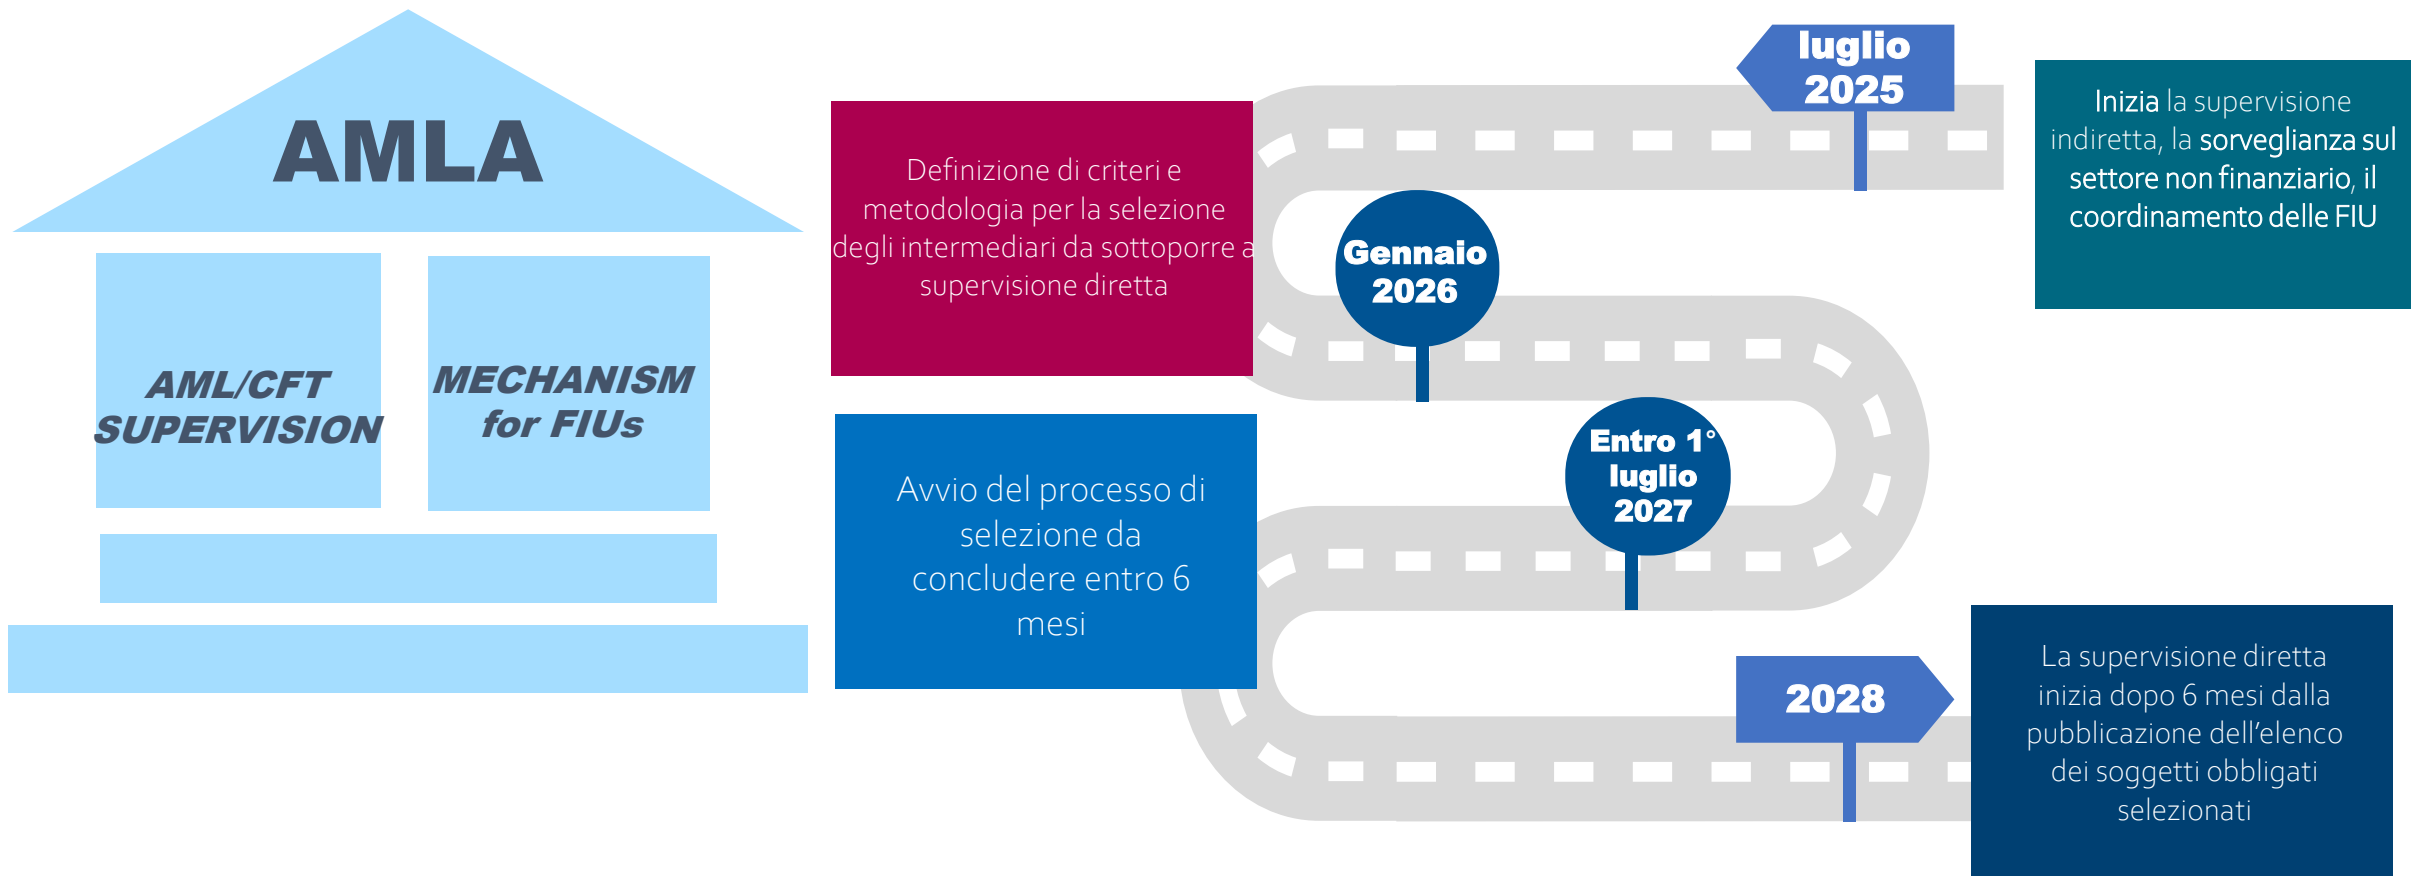 AMLA
AML/CFT
SUPERVISION
MECHANISM
for FIUs
luglio
2025
Inizia la supervisione
indiretta, la sorveglianza sul
settore non finanziario, il
coordinamento delle FIU
Definizione di criteri e
metodologia per la selezione
degli intermediari da sottoporre a
supervisione diretta
Gennaio
2026
Entro 1°
luglio
2027
Avvio del processo di
selezione da
concludere entro 6
mesi
2028
La supervisione diretta
inizia dopo 6 mesi dalla
pubblicazione dell’elenco
dei soggetti obbligati
selezionati